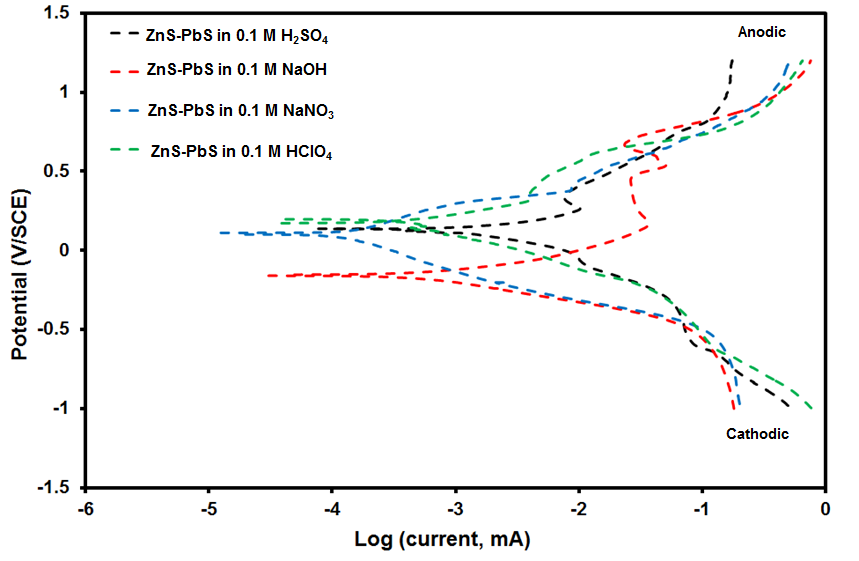 1.5
1
0.5
0
-0.5
-1
-1.5
Potential (V/SCE)
Anodic
ZnS-PbS in 0.1 M H₂SO₄
ZnS-PbS in 0.1 M NaOH
ZnS-PbS in 0.1 M NaNO₃
ZnS-PbS in 0.1 M HClO₄
Cathodic
-6 -5 -4 -3 -2 -1 0
Log (current, mA)